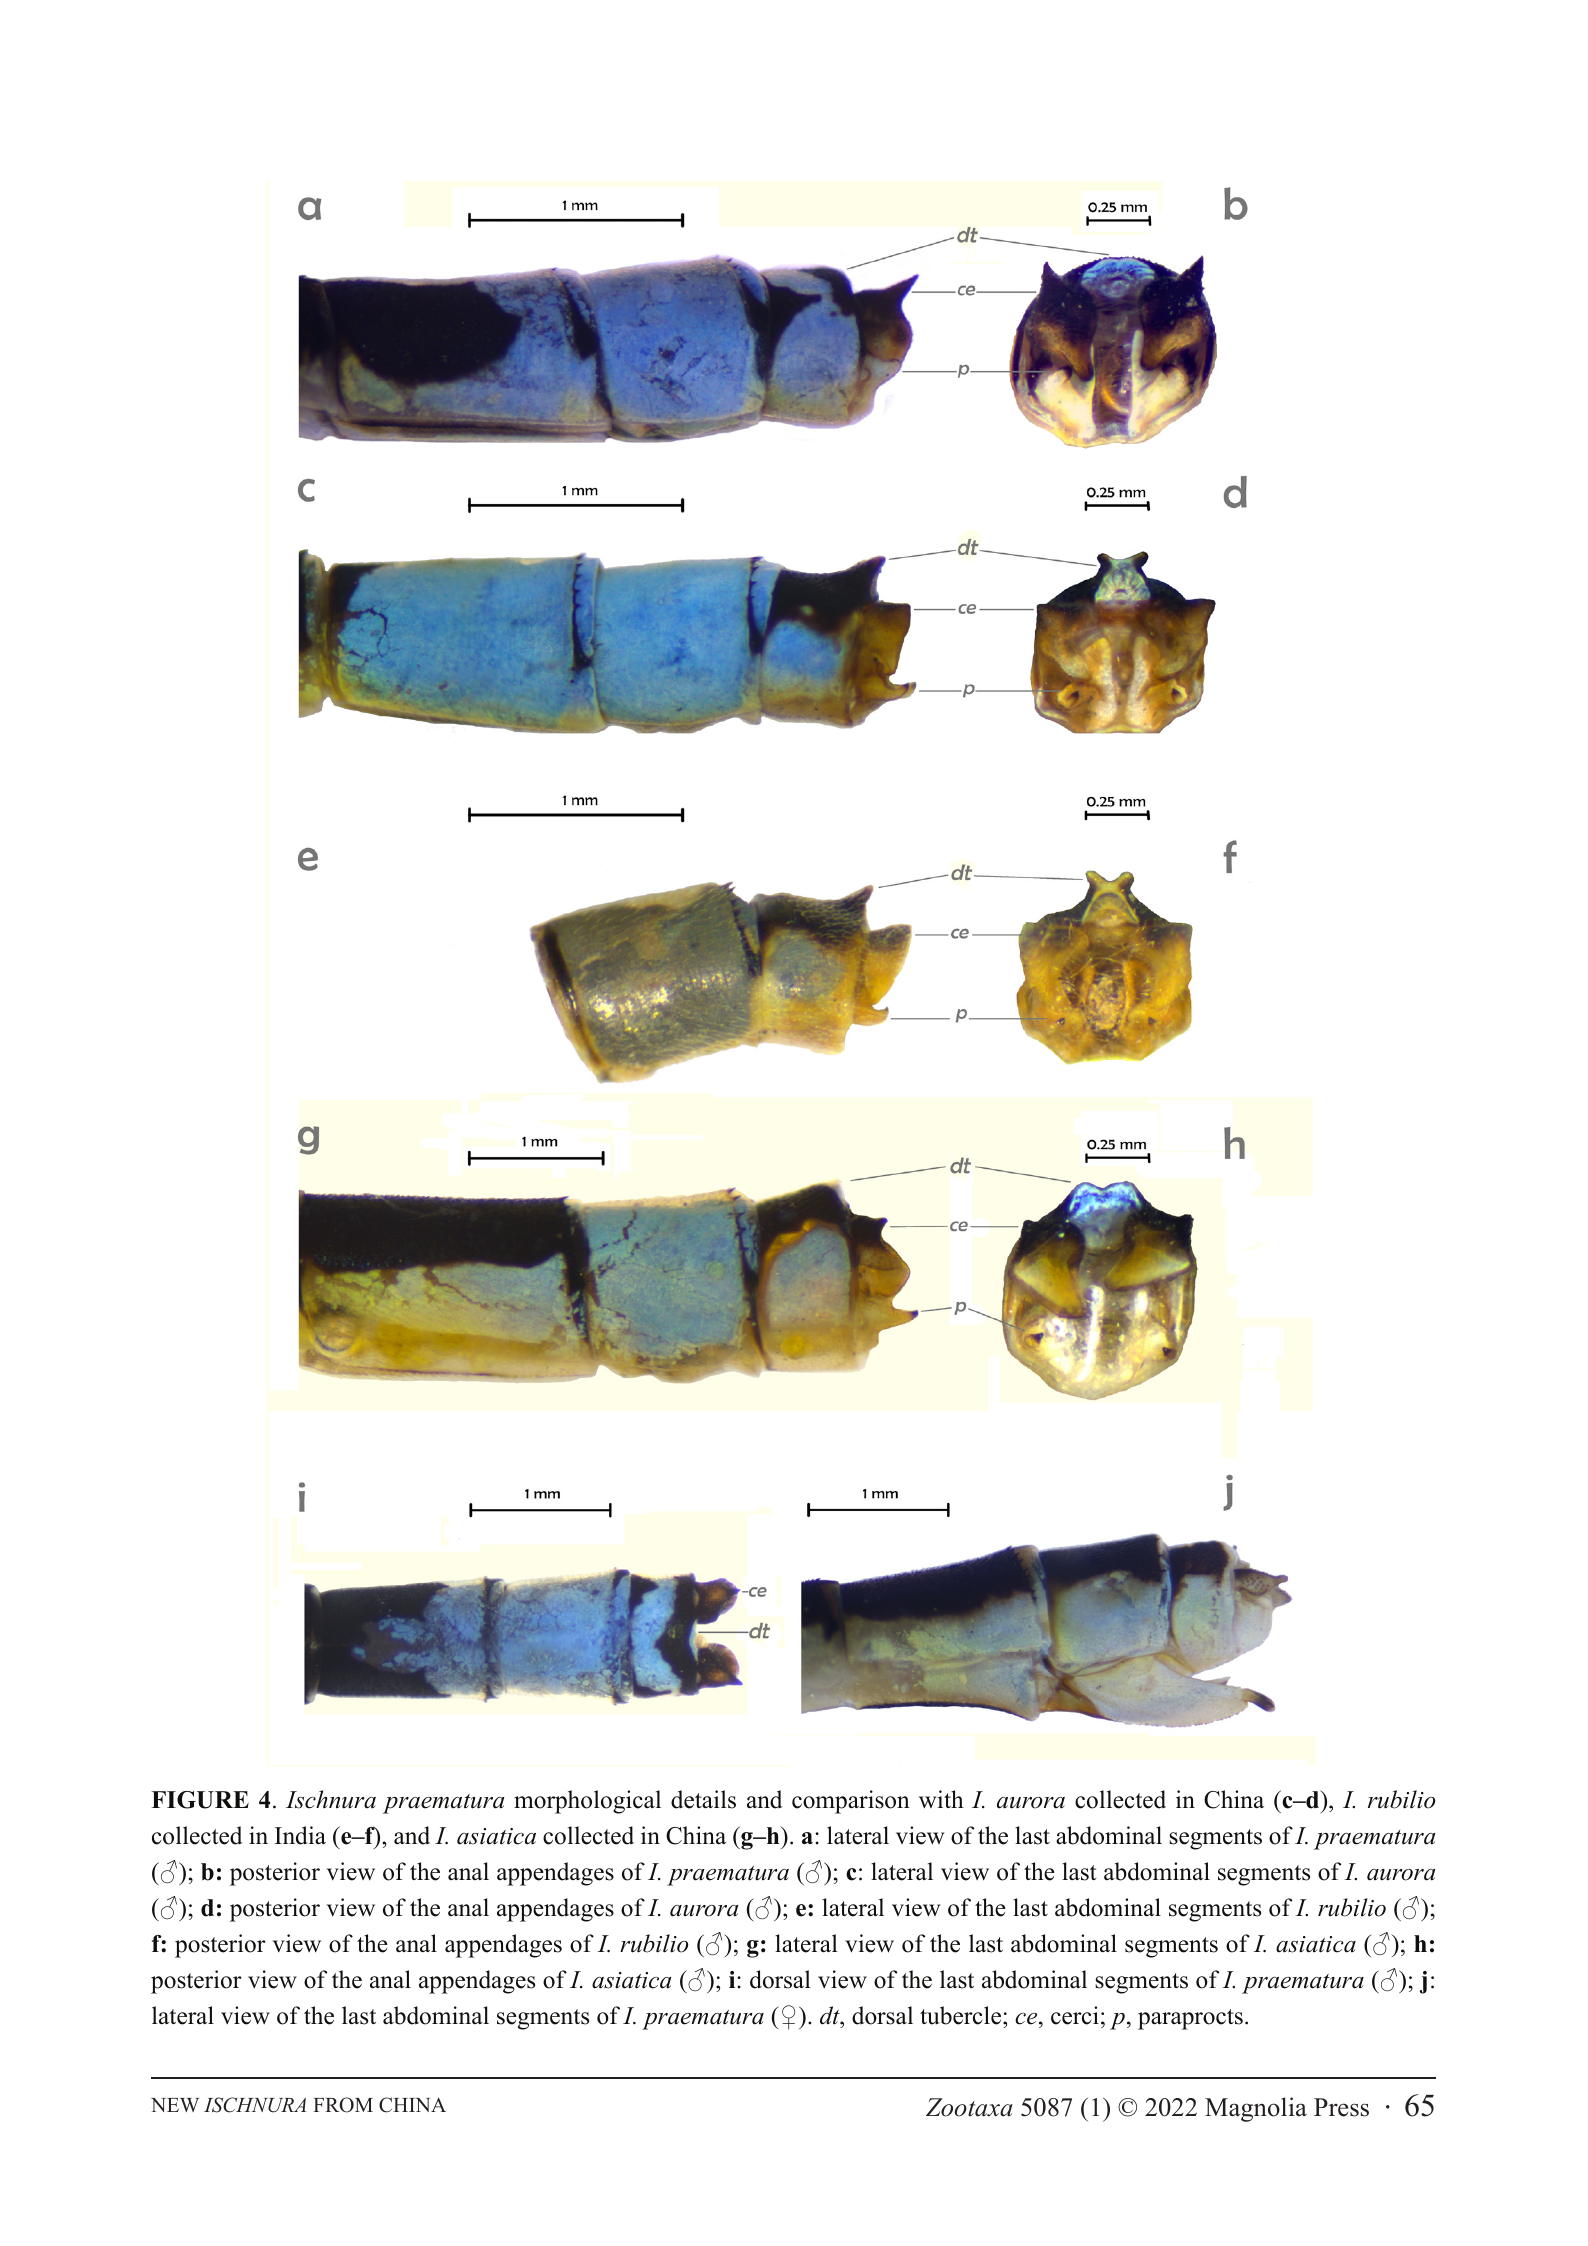 a
1 mm
0.25 mm
b
dt
ce
p
c
1 mm
0.25 mm
d
dt
ce
p
1 mm
0.25 mm
e
f
dt
ce
p
g
1 mm
0.25 mm
h
dt
ce
p
i
1 mm
1 mm
j
ce
dt
FIGURE 4. Ischnura praematura morphological details and comparison with I. aurora collected in China (c–d), I. rubilio
collected in India (e–f), and I. asiatica collected in China (g–h). a: lateral view of the last abdominal segments of I. praematura
(♂); b: posterior view of the anal appendages of I. praematura (♂); c: lateral view of the last abdominal segments of I. aurora
(♂); d: posterior view of the anal appendages of I. aurora (♂); e: lateral view of the last abdominal segments of I. rubilio (♂);
f: posterior view of the anal appendages of I. rubilio (♂); g: lateral view of the last abdominal segments of I. asiatica (♂); h:
posterior view of the anal appendages of I. asiatica (♂); i: dorsal view of the last abdominal segments of I. praematura (♂); j:
lateral view of the last abdominal segments of I. praematura (♀). dt, dorsal tubercle; ce, cerci; p, paraprocts.
NEW ISCHNURA FROM CHINA
Zootaxa 5087 (1) © 2022 Magnolia Press · 65